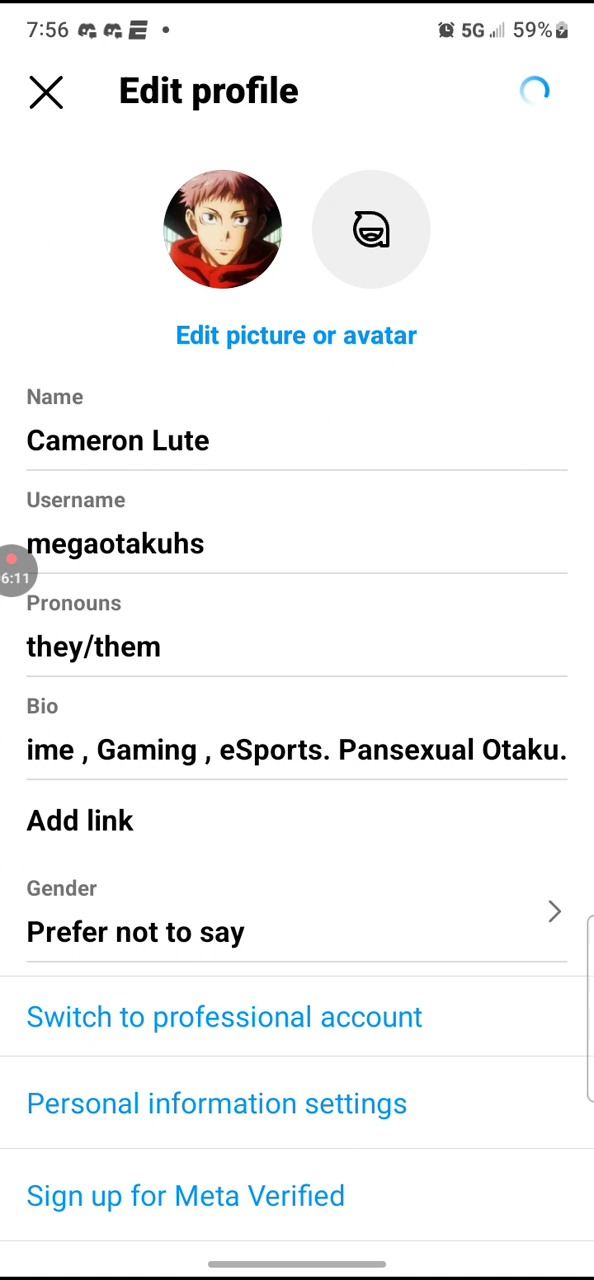 7:56 5G 59%
Edit profile
Edit picture or avatar
Name
Cameron Lute
Username
megaotakuhs
6:11
Pronouns
they/them
Bio
ime , Gaming , eSports. Pansexual Otaku.
Add link
Gender
Prefer not to say
Switch to professional account
Personal information settings
Sign up for Meta Verified